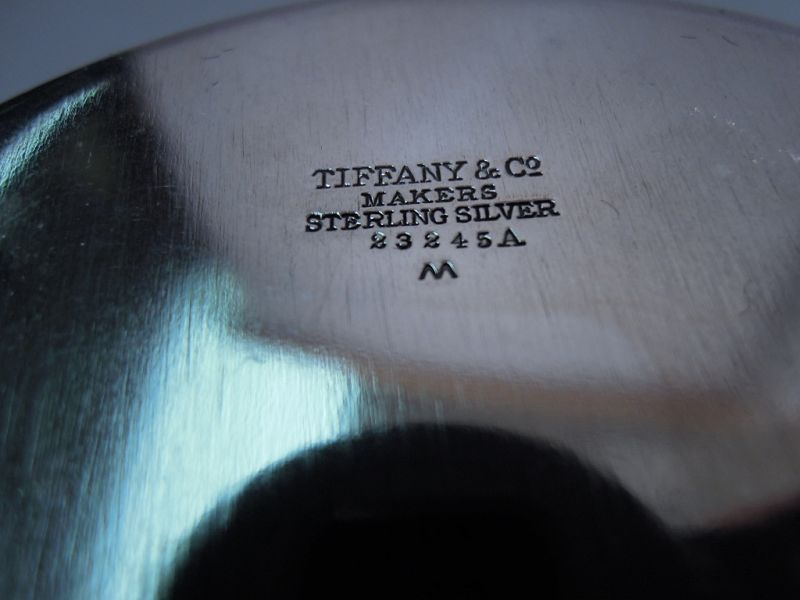 TIFFANY & Co
MAKERS
STERLING SILVER
23245A
M